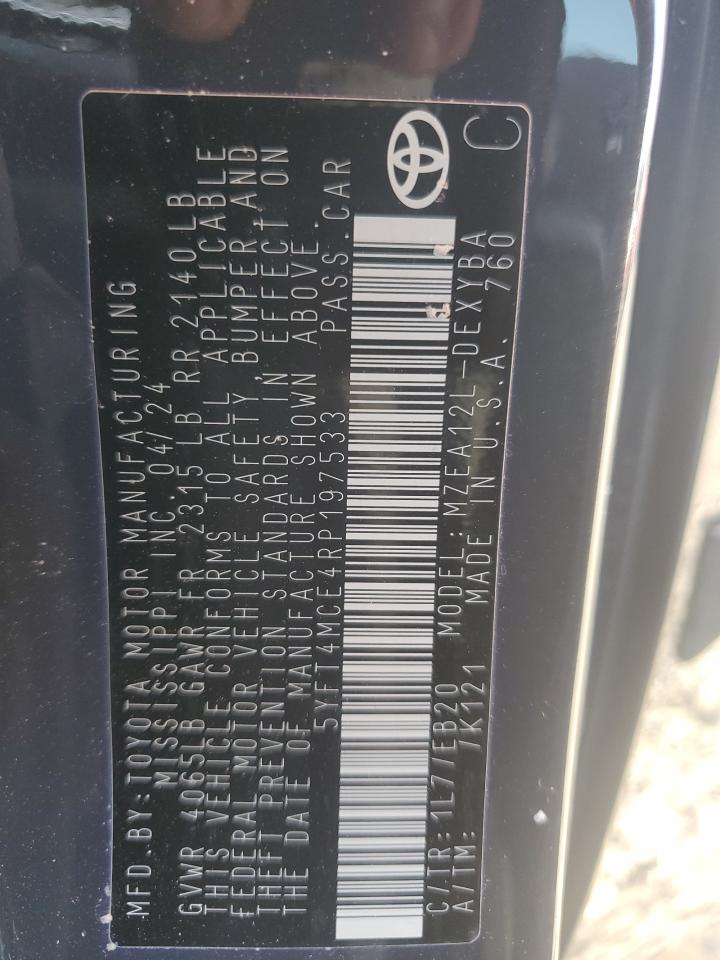 MFD.BY:TOYOTA MOTOR MANUFACTURING
MISSISSIPPI INC.04/24
GVWR 4065LB GAWR FR 2315 LB RR 2140LB
THIS VEHICLE CONFORMS TO ALL APPLICABLE
FEDERAL MOTOR VEHICLE SAFETY, BUMPER,AND
THEFT PREVENTION STANDARDS IN EFFECT ON
THE DATE OF MANUFACTURE SHOWN ABOVE.
5YFT4MCE4RP197533 PASS.CAR
C/TR:1L7/EB20 MODEL:MZEA12L-DEXYBA
A/TM: 7K121 MADE IN U.S.A. 760
C